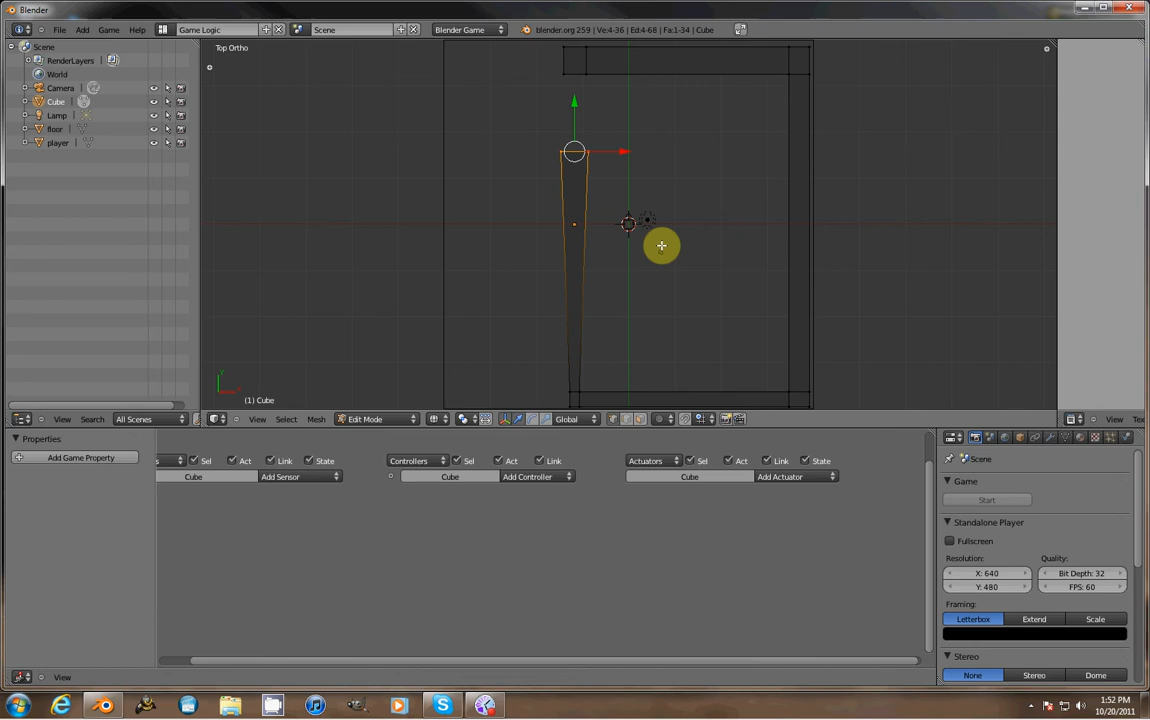 Blender
File Add Game Help Game Logic Scene Blender Game blender.org 259 | Ve:4-36 | Ed:4-68 | Fa:1-34 | Cube
Scene
RenderLayers
World
Camera
Cube
Lamp
floor
player
Top Ortho
(1) Cube
View Search All Scenes
View Select Mesh Edit Mode Global
View
Properties
Add Game Property
Sel Act Link State
Cube Add Sensor
Controllers Sel Act Link
Cube Add Controller
Actuators Sel Act Link State
Cube Add Actuator
View
Scene
Game
Start
Standalone Player
Fullscreen
Resolution: Quality:
X: 640 Bit Depth: 32
Y: 480 FPS: 60
Framing:
Letterbox Extend Scale
Stereo
None Stereo Dome
1:52 PM
10/20/2011